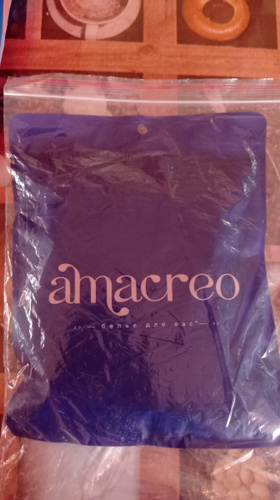 amacreo
" — белье для вас" — "